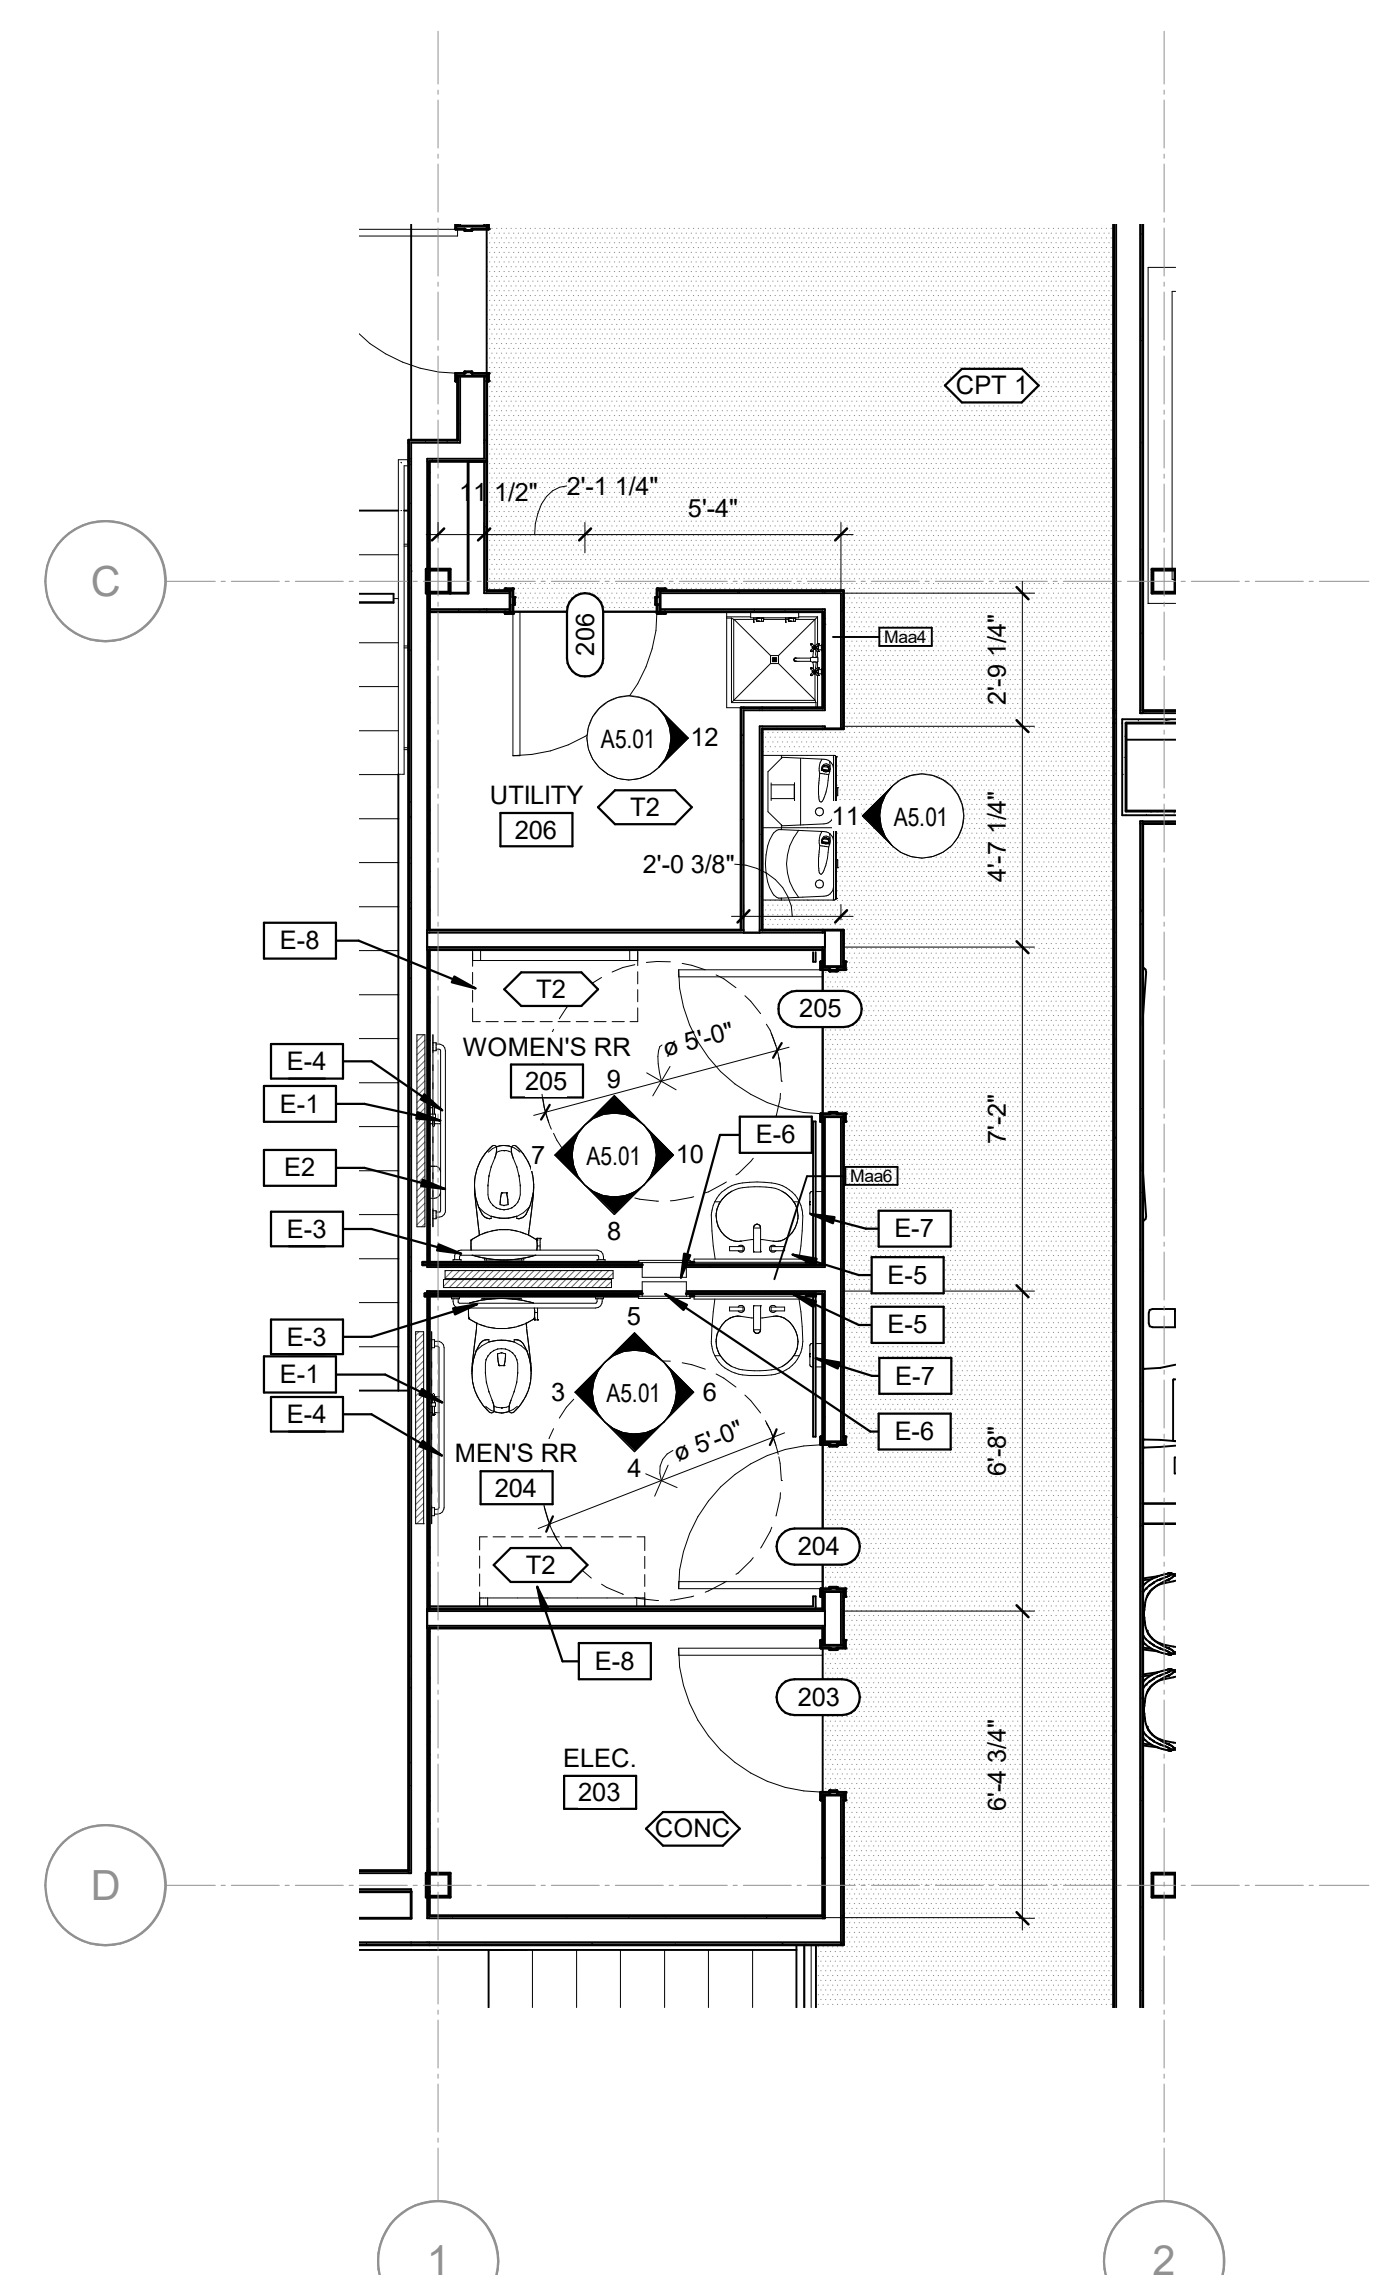 CPT 1
11 1/2"
2'-1 1/4"
5'-4"
C
206
Maa4
2'-9 1/4"
A5.01
12
UTILITY
206
T2
11
A5.01
4'-7 1/4"
2'-0 3/8"
E-8
T2
205
WOMEN'S RR
205
ø 5'-0"
E-4
E-1
E2
E-3
9
7
A5.01
10
8
E-6
7'-2"
Maa6
E-7
E-5
E-5
E-7
E-6
E-3
E-1
E-4
5
3
A5.01
6
4
ø 5'-0"
MEN'S RR
204
6'-8"
T2
204
E-8
203
ELEC.
203
CONC
6'-4 3/4"
D
1
2